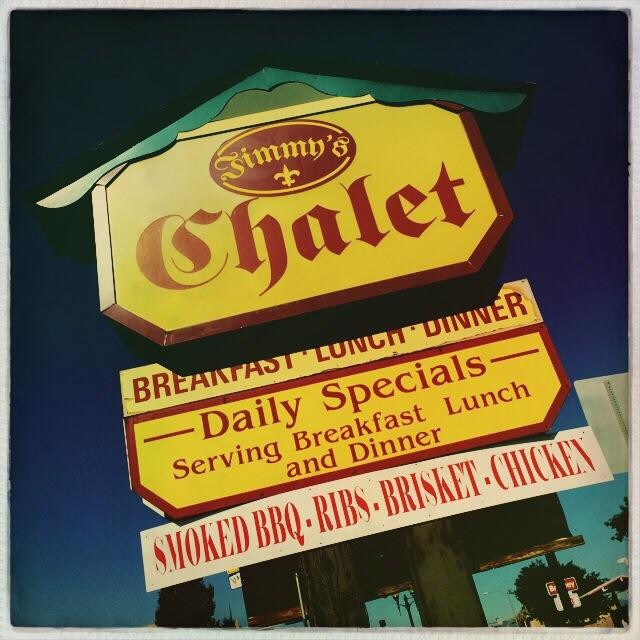 Jimmy's
Chalet
BREAKFAST · LUNCH · DINNER
Daily Specials
Serving Breakfast Lunch
and Dinner
SMOKED BBQ · RIBS · BRISKET · CHICKEN